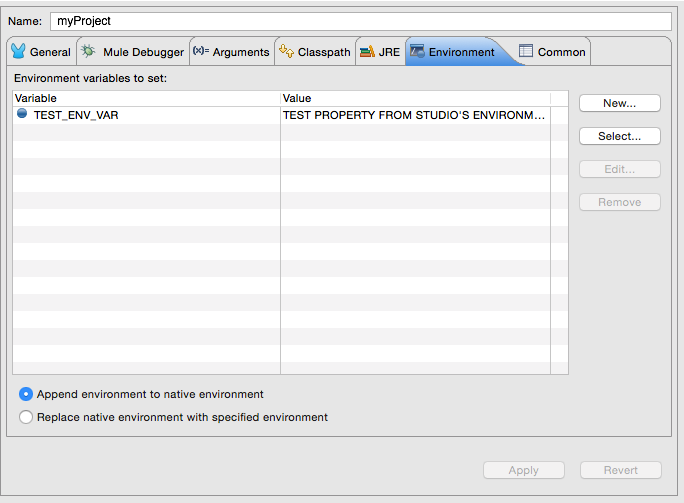 Name: myProject
General Mule Debugger (x)= Arguments Classpath JRE Environment Common
Environment variables to set:
Variable Value
TEST_ENV_VAR TEST PROPERTY FROM STUDIO'S ENVIRONM...
New...
Select...
Edit...
Remove
Append environment to native environment
Replace native environment with specified environment
Apply Revert